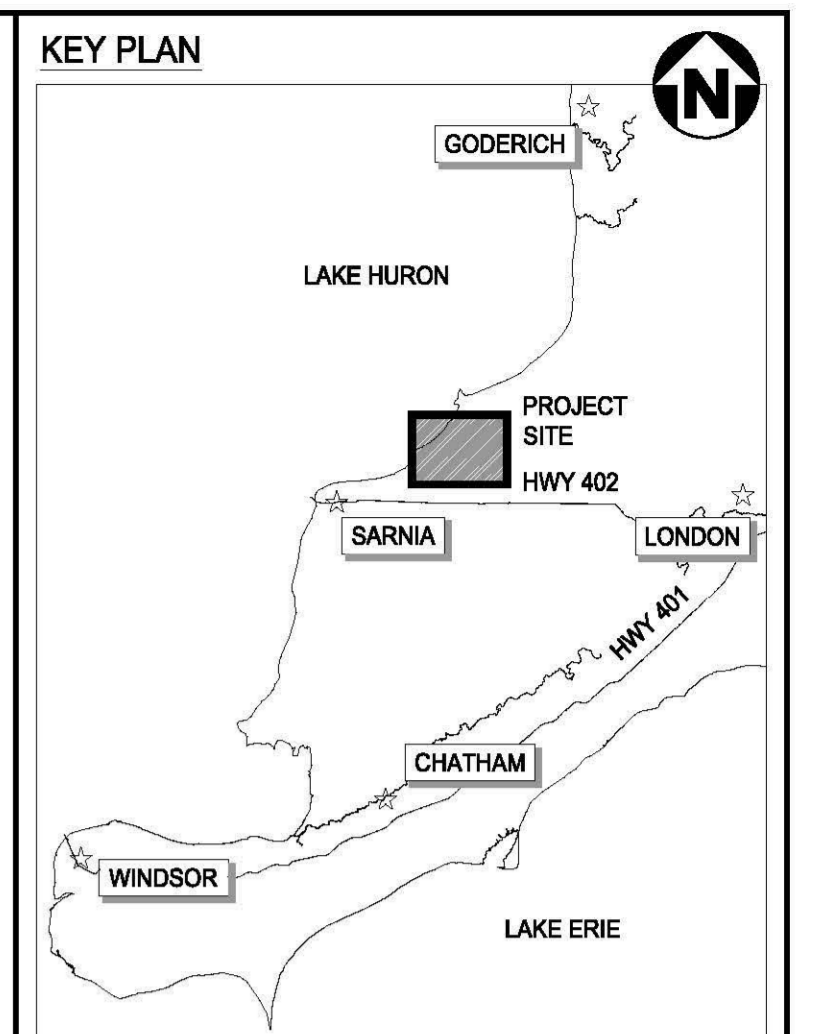 KEY PLAN
N
GODERICH
LAKE HURON
PROJECT
SITE
HWY 402
SARNIA
LONDON
HWY 401
CHATHAM
WINDSOR
LAKE ERIE